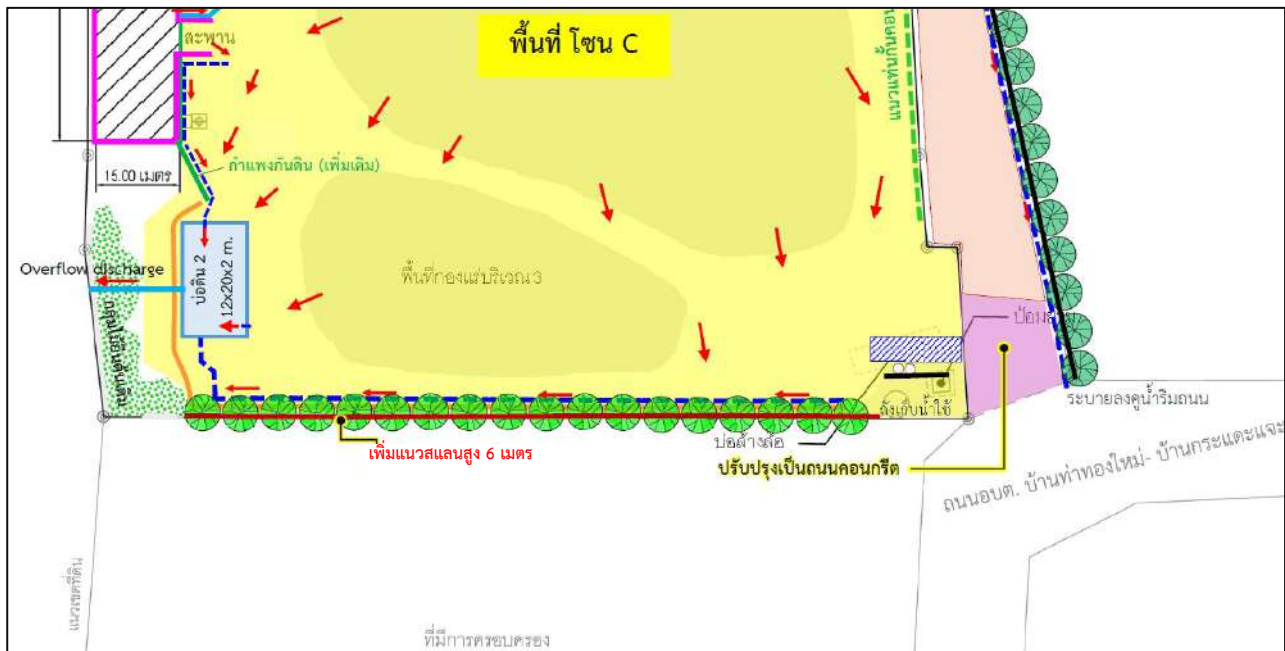 สะพาน
พื้นที่ โซน C
กำแพงกันดิน (เพิ่มเติม)
15.00 เมตร
Overflow discharge
บ่อดิน 2
12x20x2 m.
พื้นที่กองแร่บริเวณ 3
ป้อมยาม
ถังเก็บน้ำใช้
ระบายลงคูน้ำริมถนน
บ่อล้างล้อ
เพิ่มแนวสแลนสูง 6 เมตร
ปรับปรุงเป็นถนนคอนกรีต
ถนนอบต. บ้านท่าทองใหม่- บ้านกระแดะแจะ
แนวเขตที่ดิน
ที่มีการครอบครอง